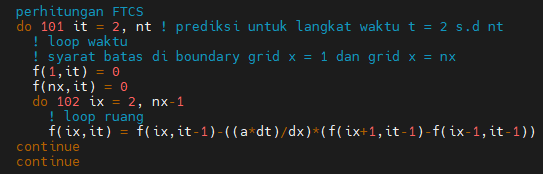 perhitungan FTCS
do 101 it = 2, nt ! prediksi untuk langkat waktu t = 2 s.d nt
! loop waktu
! syarat batas di boundary grid x = 1 dan grid x = nx
f(1,it) = 0
f(nx,it) = 0
do 102 ix = 2, nx-1
! loop ruang
f(ix,it) = f(ix,it-1)-((a*dt)/dx)*(f(ix+1,it-1)-f(ix-1,it-1))
continue
continue